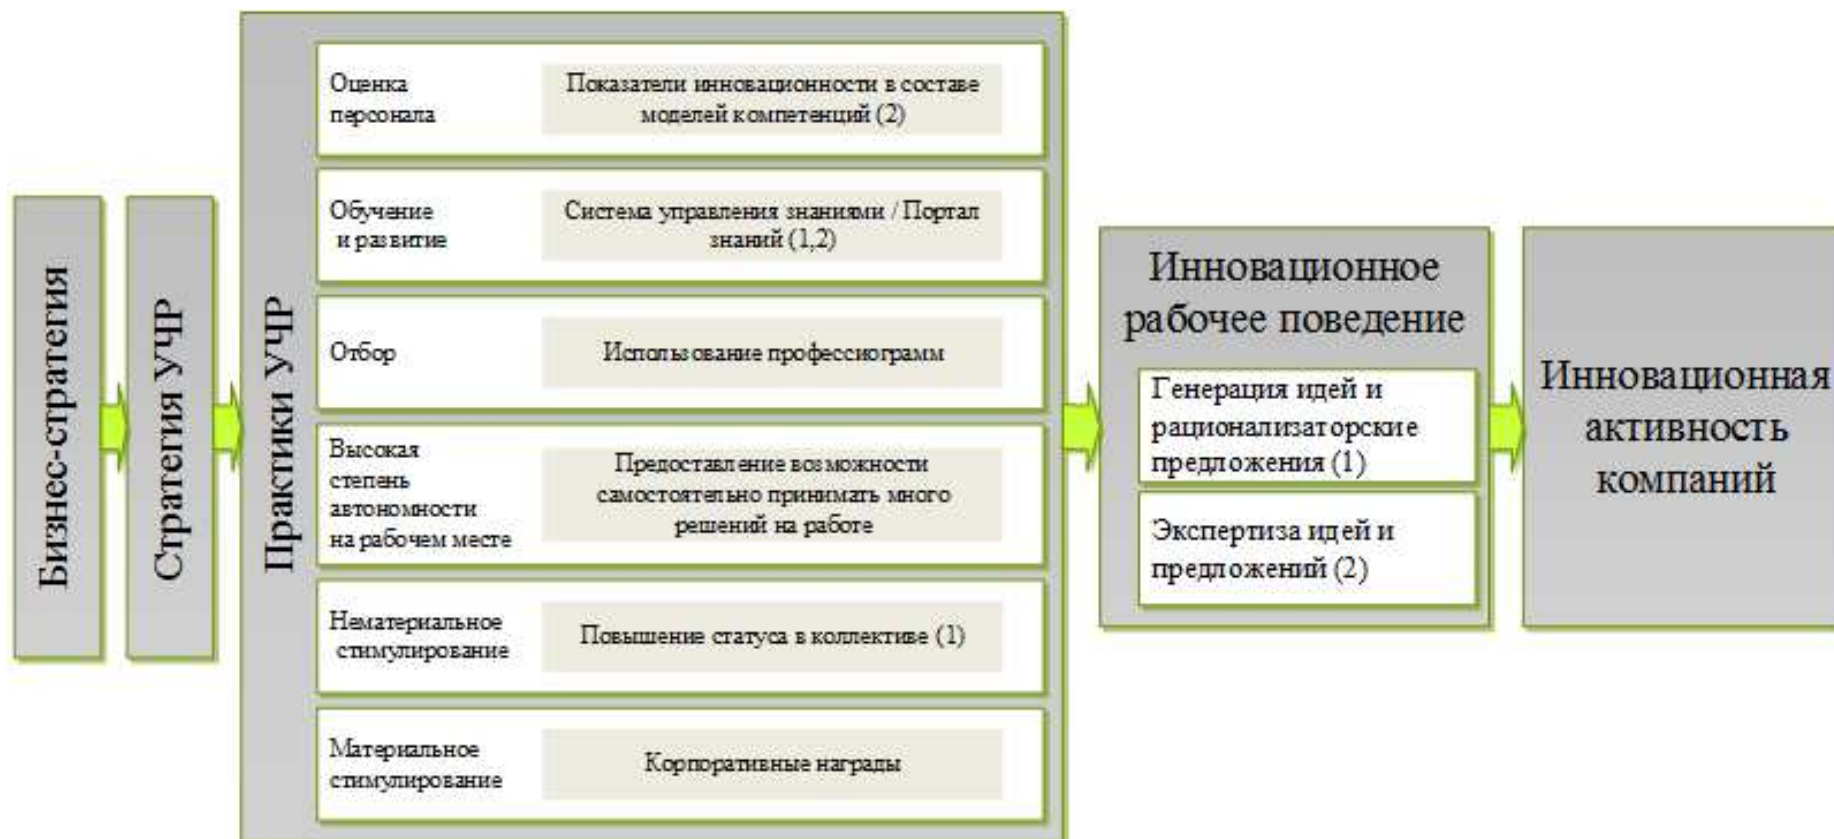 Бизнес-стратегия
Стратегия УЧР
Практики УЧР
Оценка
персонала
Показатели инновационности в составе
моделей компетенций (2)
Обучение
и развитие
Система управления знаниями / Портал
знаний (1,2)
Отбор
Использование профессиограмм
Высокая
степень
автономности
на рабочем месте
Предоставление возможности
самостоятельно принимать много
решений на работе
Нематериальное
стимулирование
Повышение статуса в коллективе (1)
Материальное
стимулирование
Корпоративные награды
Инновационное
рабочее поведение
Генерация идей и
рационализаторские
предложения (1)
Экспертиза идей и
предложений (2)
Инновационная
активность
компаний